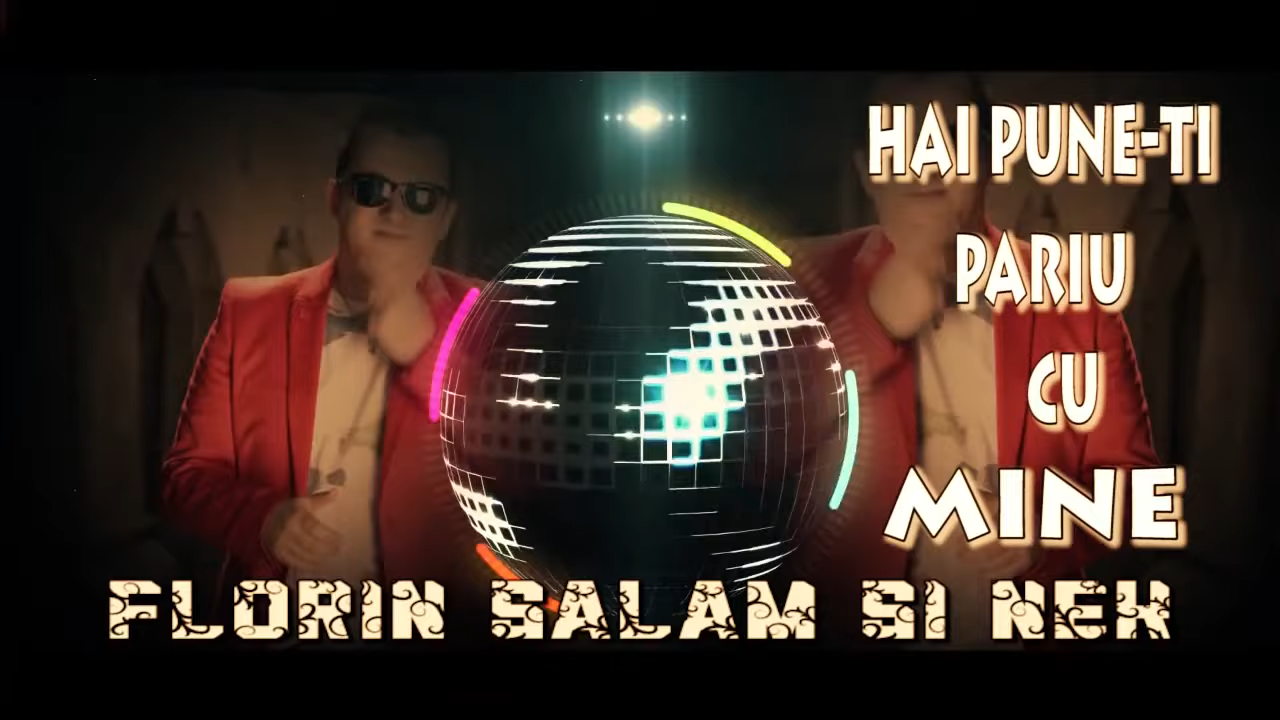 HAI PUNE-TI
PARIU
CU
MINE
FLORIN SALAM SI NEK